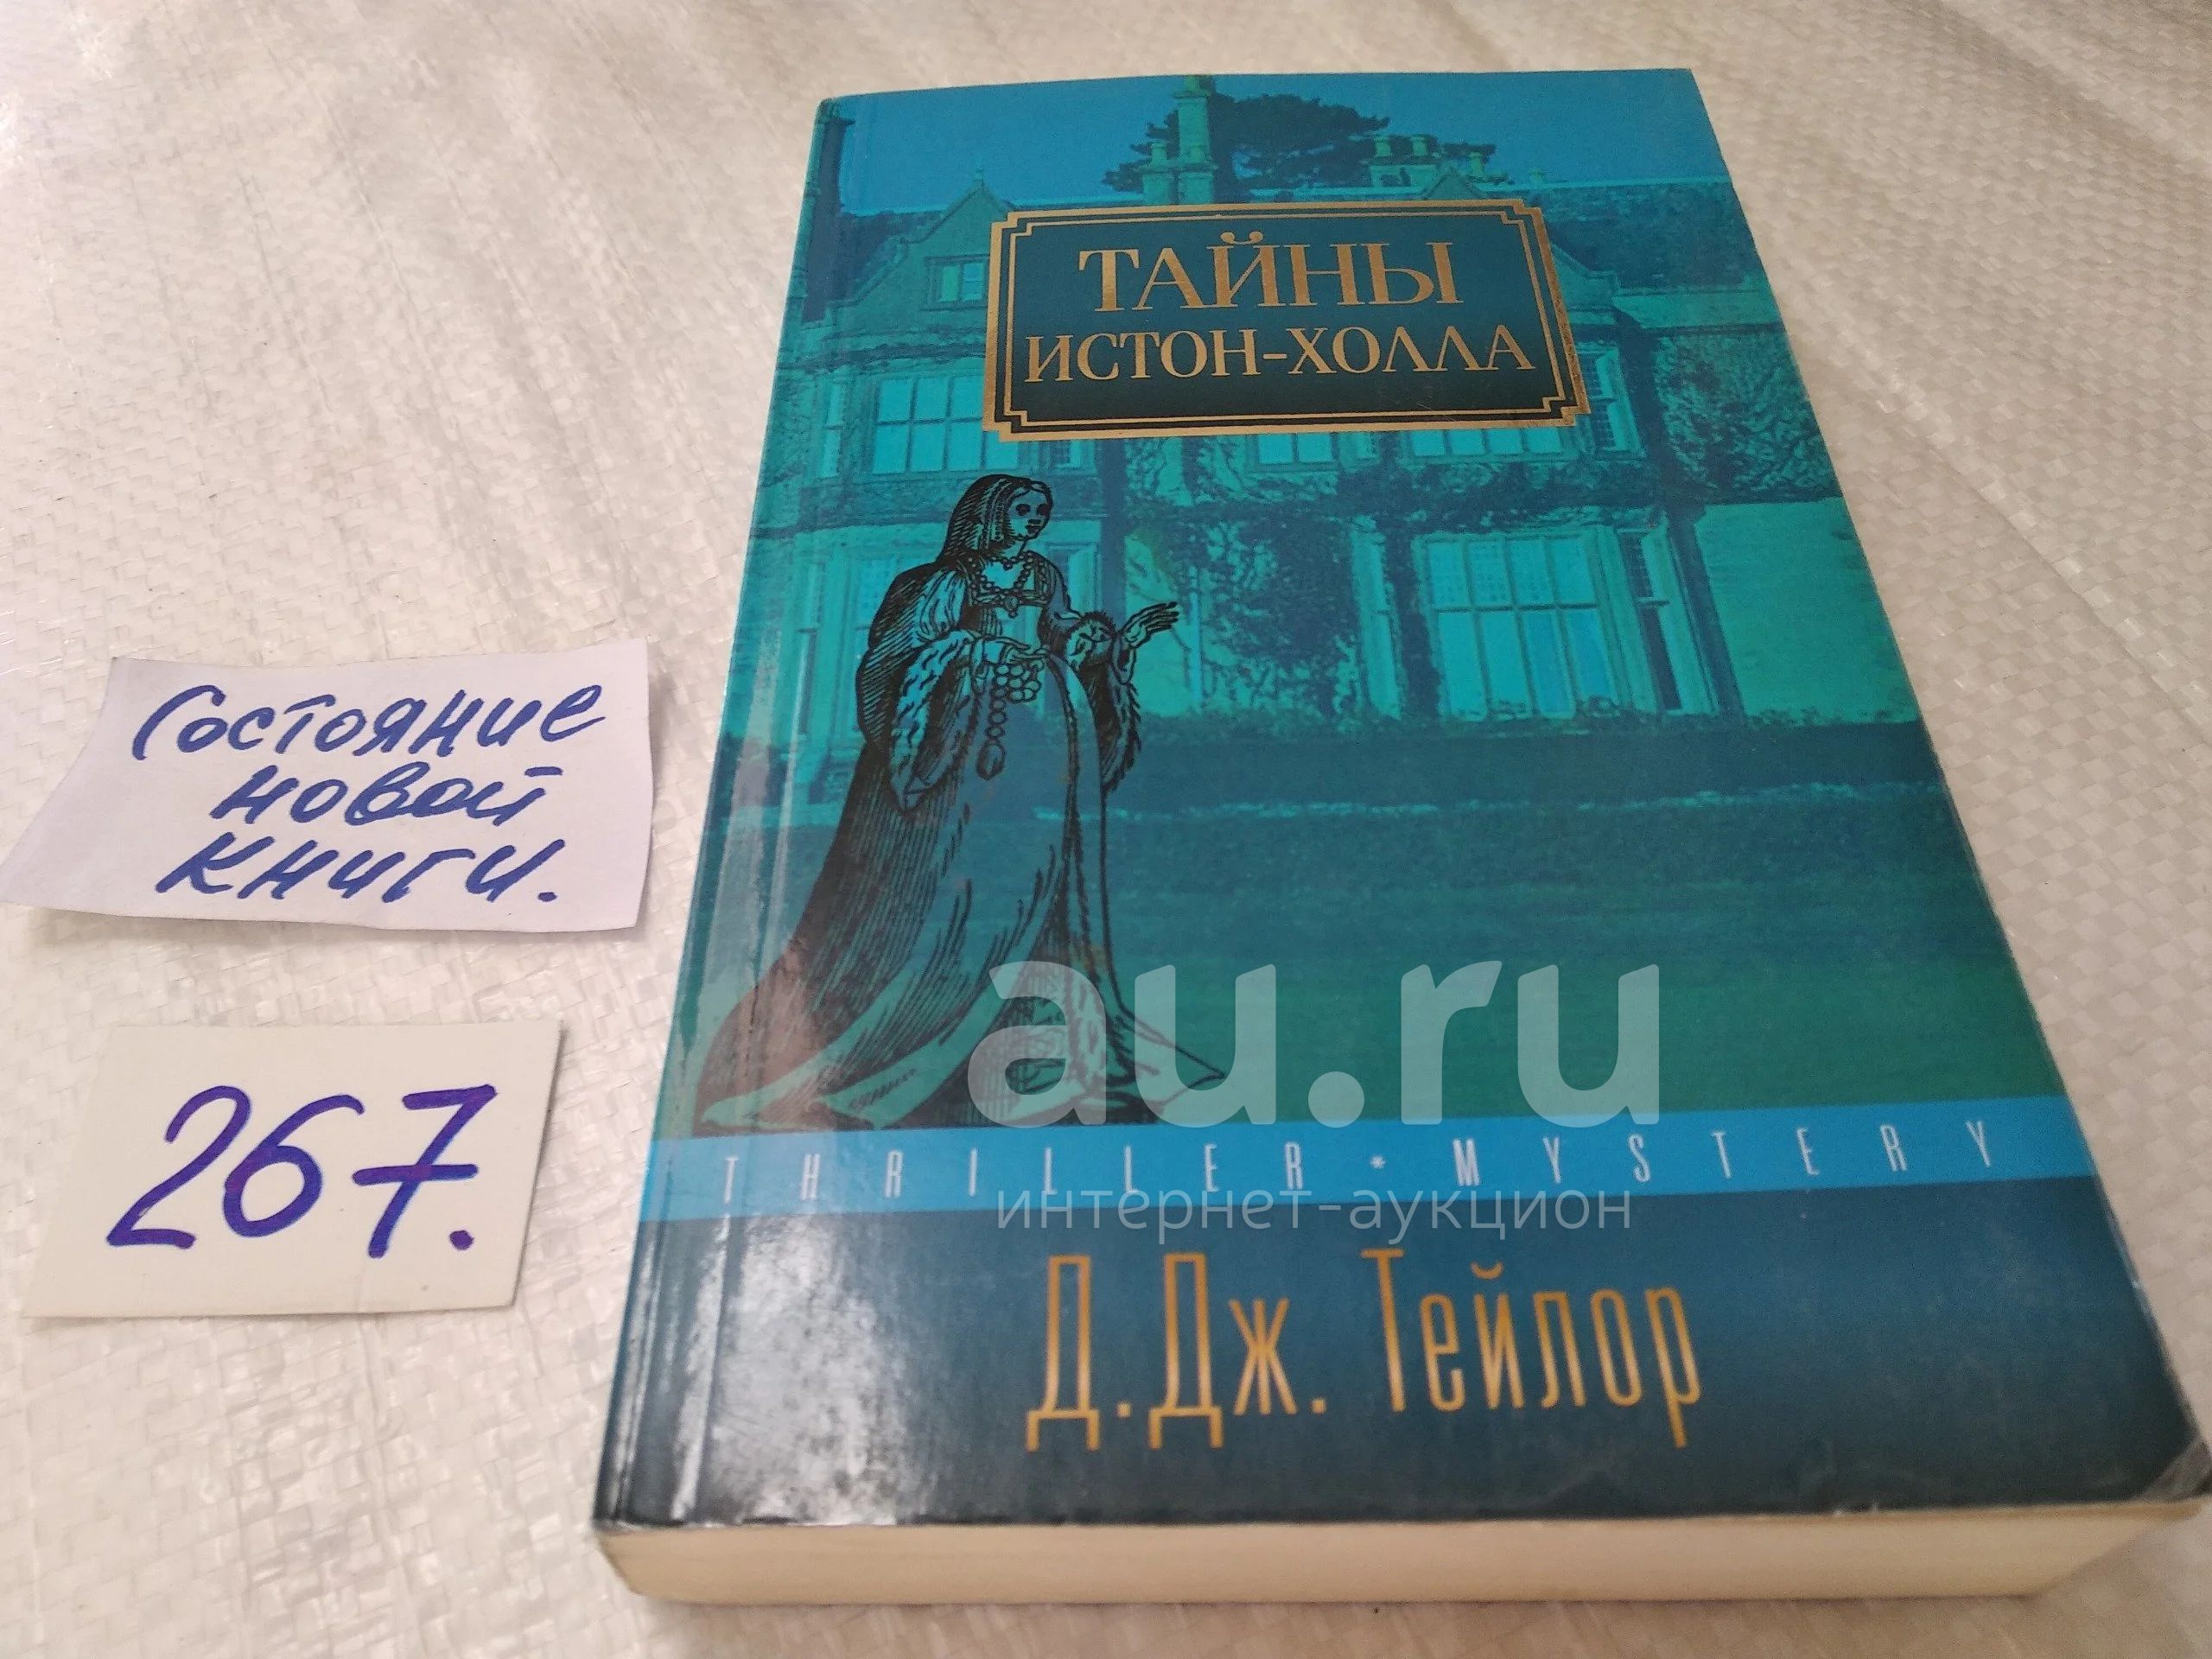 ТАЙНЫ
ИСТОН-ХОЛЛА
Состояние
новой
книги.
267.
au.ru
THRILLER * MYSTERY
интернет-аукцион
Д. Дж. Тейлор